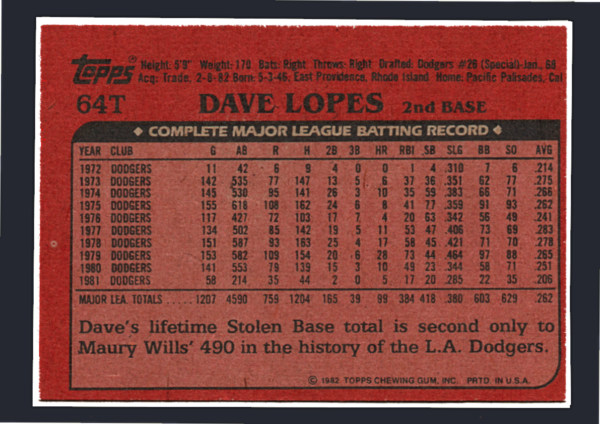 topps® Height: 5'9" Weight: 170 Bats: Right Throws: Right Drafted: Dodgers #26 (Special)-Jan., 68
Acq: Trade, 2-8-82 Born: 5-3-46, East Providence, Rhode Island Home: Pacific Palisades, Cal
64T DAVE LOPES 2nd BASE
COMPLETE MAJOR LEAGUE BATTING RECORD
YEAR CLUB G AB R H 2B 3B HR RBI SB SLG BB SO AVG
1972 DODGERS 11 42 6 9 4 0 0 1 4 .310 7 6 .214
1973 DODGERS 142 535 77 147 13 5 6 37 36 .351 62 77 .275
1974 DODGERS 145 530 95 141 26 3 10 35 59 .383 66 71 .266
1975 DODGERS 155 618 108 162 24 6 8 41 77 .359 91 93 .262
1976 DODGERS 117 427 72 103 17 7 4 20 63 .342 56 49 .241
1977 DODGERS 134 502 85 142 19 5 11 53 47 .406 73 69 .283
1978 DODGERS 151 587 93 163 25 4 17 58 45 .421 71 70 .278
1979 DODGERS 153 582 109 154 20 6 28 73 44 .464 97 88 .265
1980 DODGERS 141 553 79 139 15 3 10 49 23 .344 58 71 .251
1981 DODGERS 58 214 35 44 2 0 5 17 20 .285 22 35 .206
MAJOR LEA. TOTALS ..... 1207 4590 759 1204 165 39 99 384 418 .380 603 629 .262
Dave's lifetime Stolen Base total is second only to
Maury Wills' 490 in the history of the L.A. Dodgers.
© 1982 TOPPS CHEWING GUM, INC. PRTD. IN U.S.A.